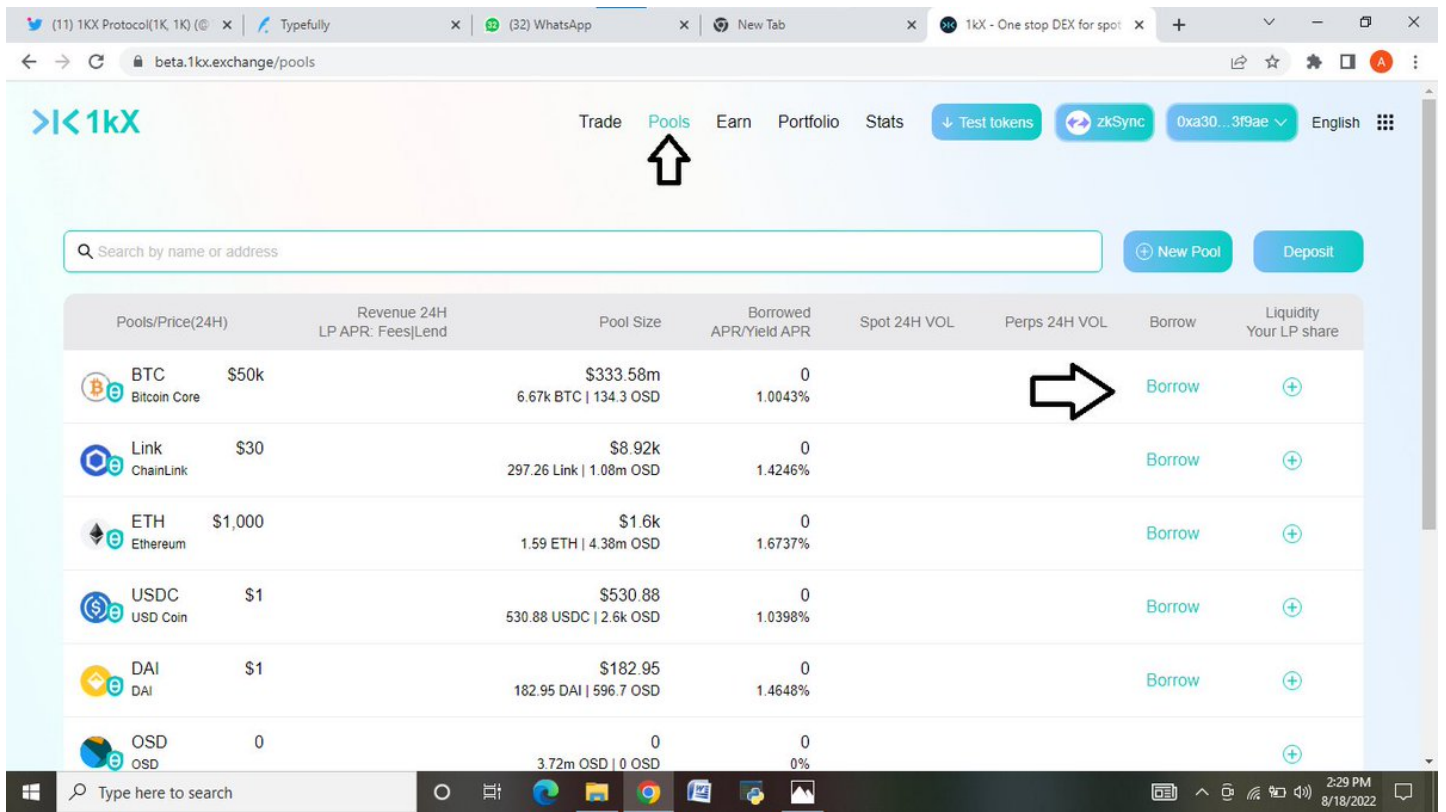 (11) 1KX Protocol(1K, 1K) (@
Typefully
(32) WhatsApp
New Tab
1kX - One stop DEX for spot
beta.1kx.exchange/pools
A
1kX
Trade
Pools
Earn
Portfolio
Stats
Test tokens
zkSync
0xa30...3f9ae
English
Search by name or address
New Pool
Deposit
Pools/Price(24H)
Revenue 24H
LP APR: Fees|Lend
Pool Size
Borrowed
APR/Yield APR
Spot 24H VOL
Perps 24H VOL
Borrow
Liquidity
Your LP share
BTC $50k $333.58m 0 Borrow
Bitcoin Core 6.67k BTC | 134.3 OSD 1.0043%
Link $30 $8.92k 0 Borrow
ChainLink 297.26 Link | 1.08m OSD 1.4246%
ETH $1,000 $1.6k 0 Borrow
Ethereum 1.59 ETH | 4.38m OSD 1.6737%
USDC $1 $530.88 0 Borrow
USD Coin 530.88 USDC | 2.6k OSD 1.0398%
DAI $1 $182.95 0 Borrow
DAI 182.95 DAI | 596.7 OSD 1.4648%
OSD 0 0 0
OSD 3.72m OSD | 0 OSD 0%
Type here to search
2:29 PM
8/18/2022